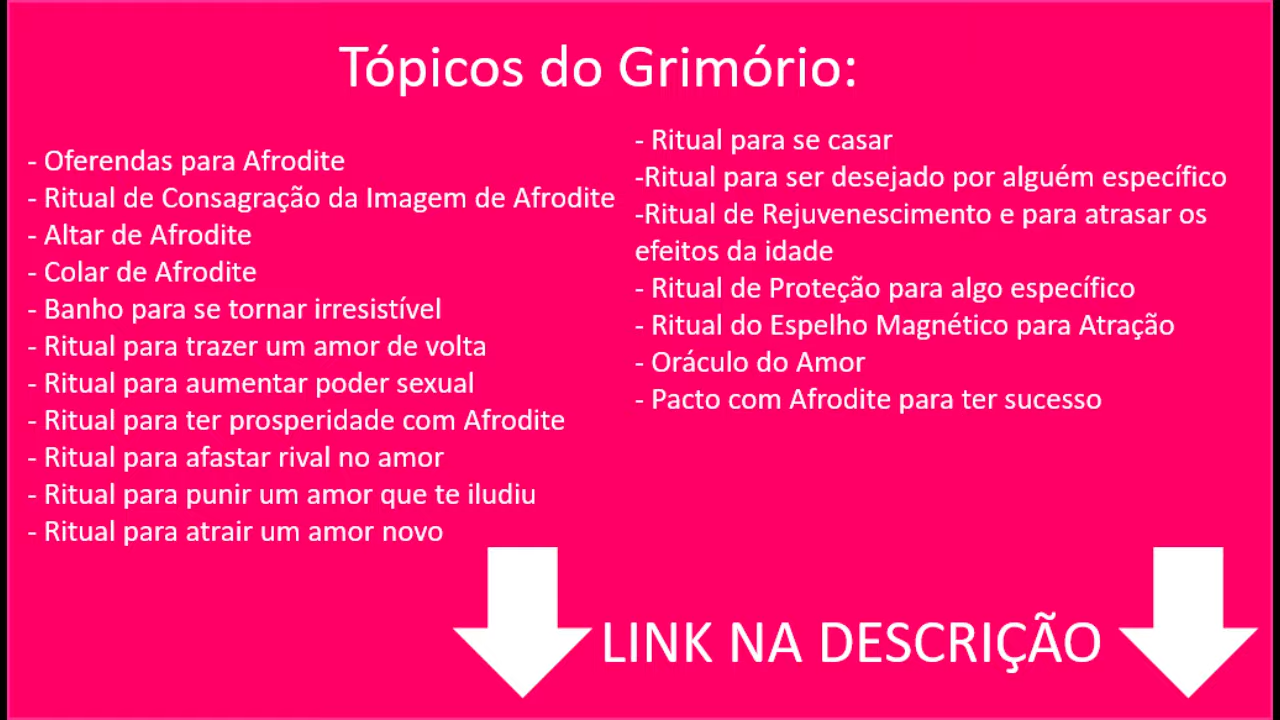 Tópicos do Grimório:
- Oferendas para Afrodite
- Ritual de Consagração da Imagem de Afrodite
- Altar de Afrodite
- Colar de Afrodite
- Banho para se tornar irresistível
- Ritual para trazer um amor de volta
- Ritual para aumentar poder sexual
- Ritual para ter prosperidade com Afrodite
- Ritual para afastar rival no amor
- Ritual para punir um amor que te iludiu
- Ritual para atrair um amor novo
- Ritual para se casar
-Ritual para ser desejado por alguém específico
-Ritual de Rejuvenescimento e para atrasar os
efeitos da idade
- Ritual de Proteção para algo específico
- Ritual do Espelho Magnético para Atração
- Oráculo do Amor
- Pacto com Afrodite para ter sucesso
LINK NA DESCRIÇÃO